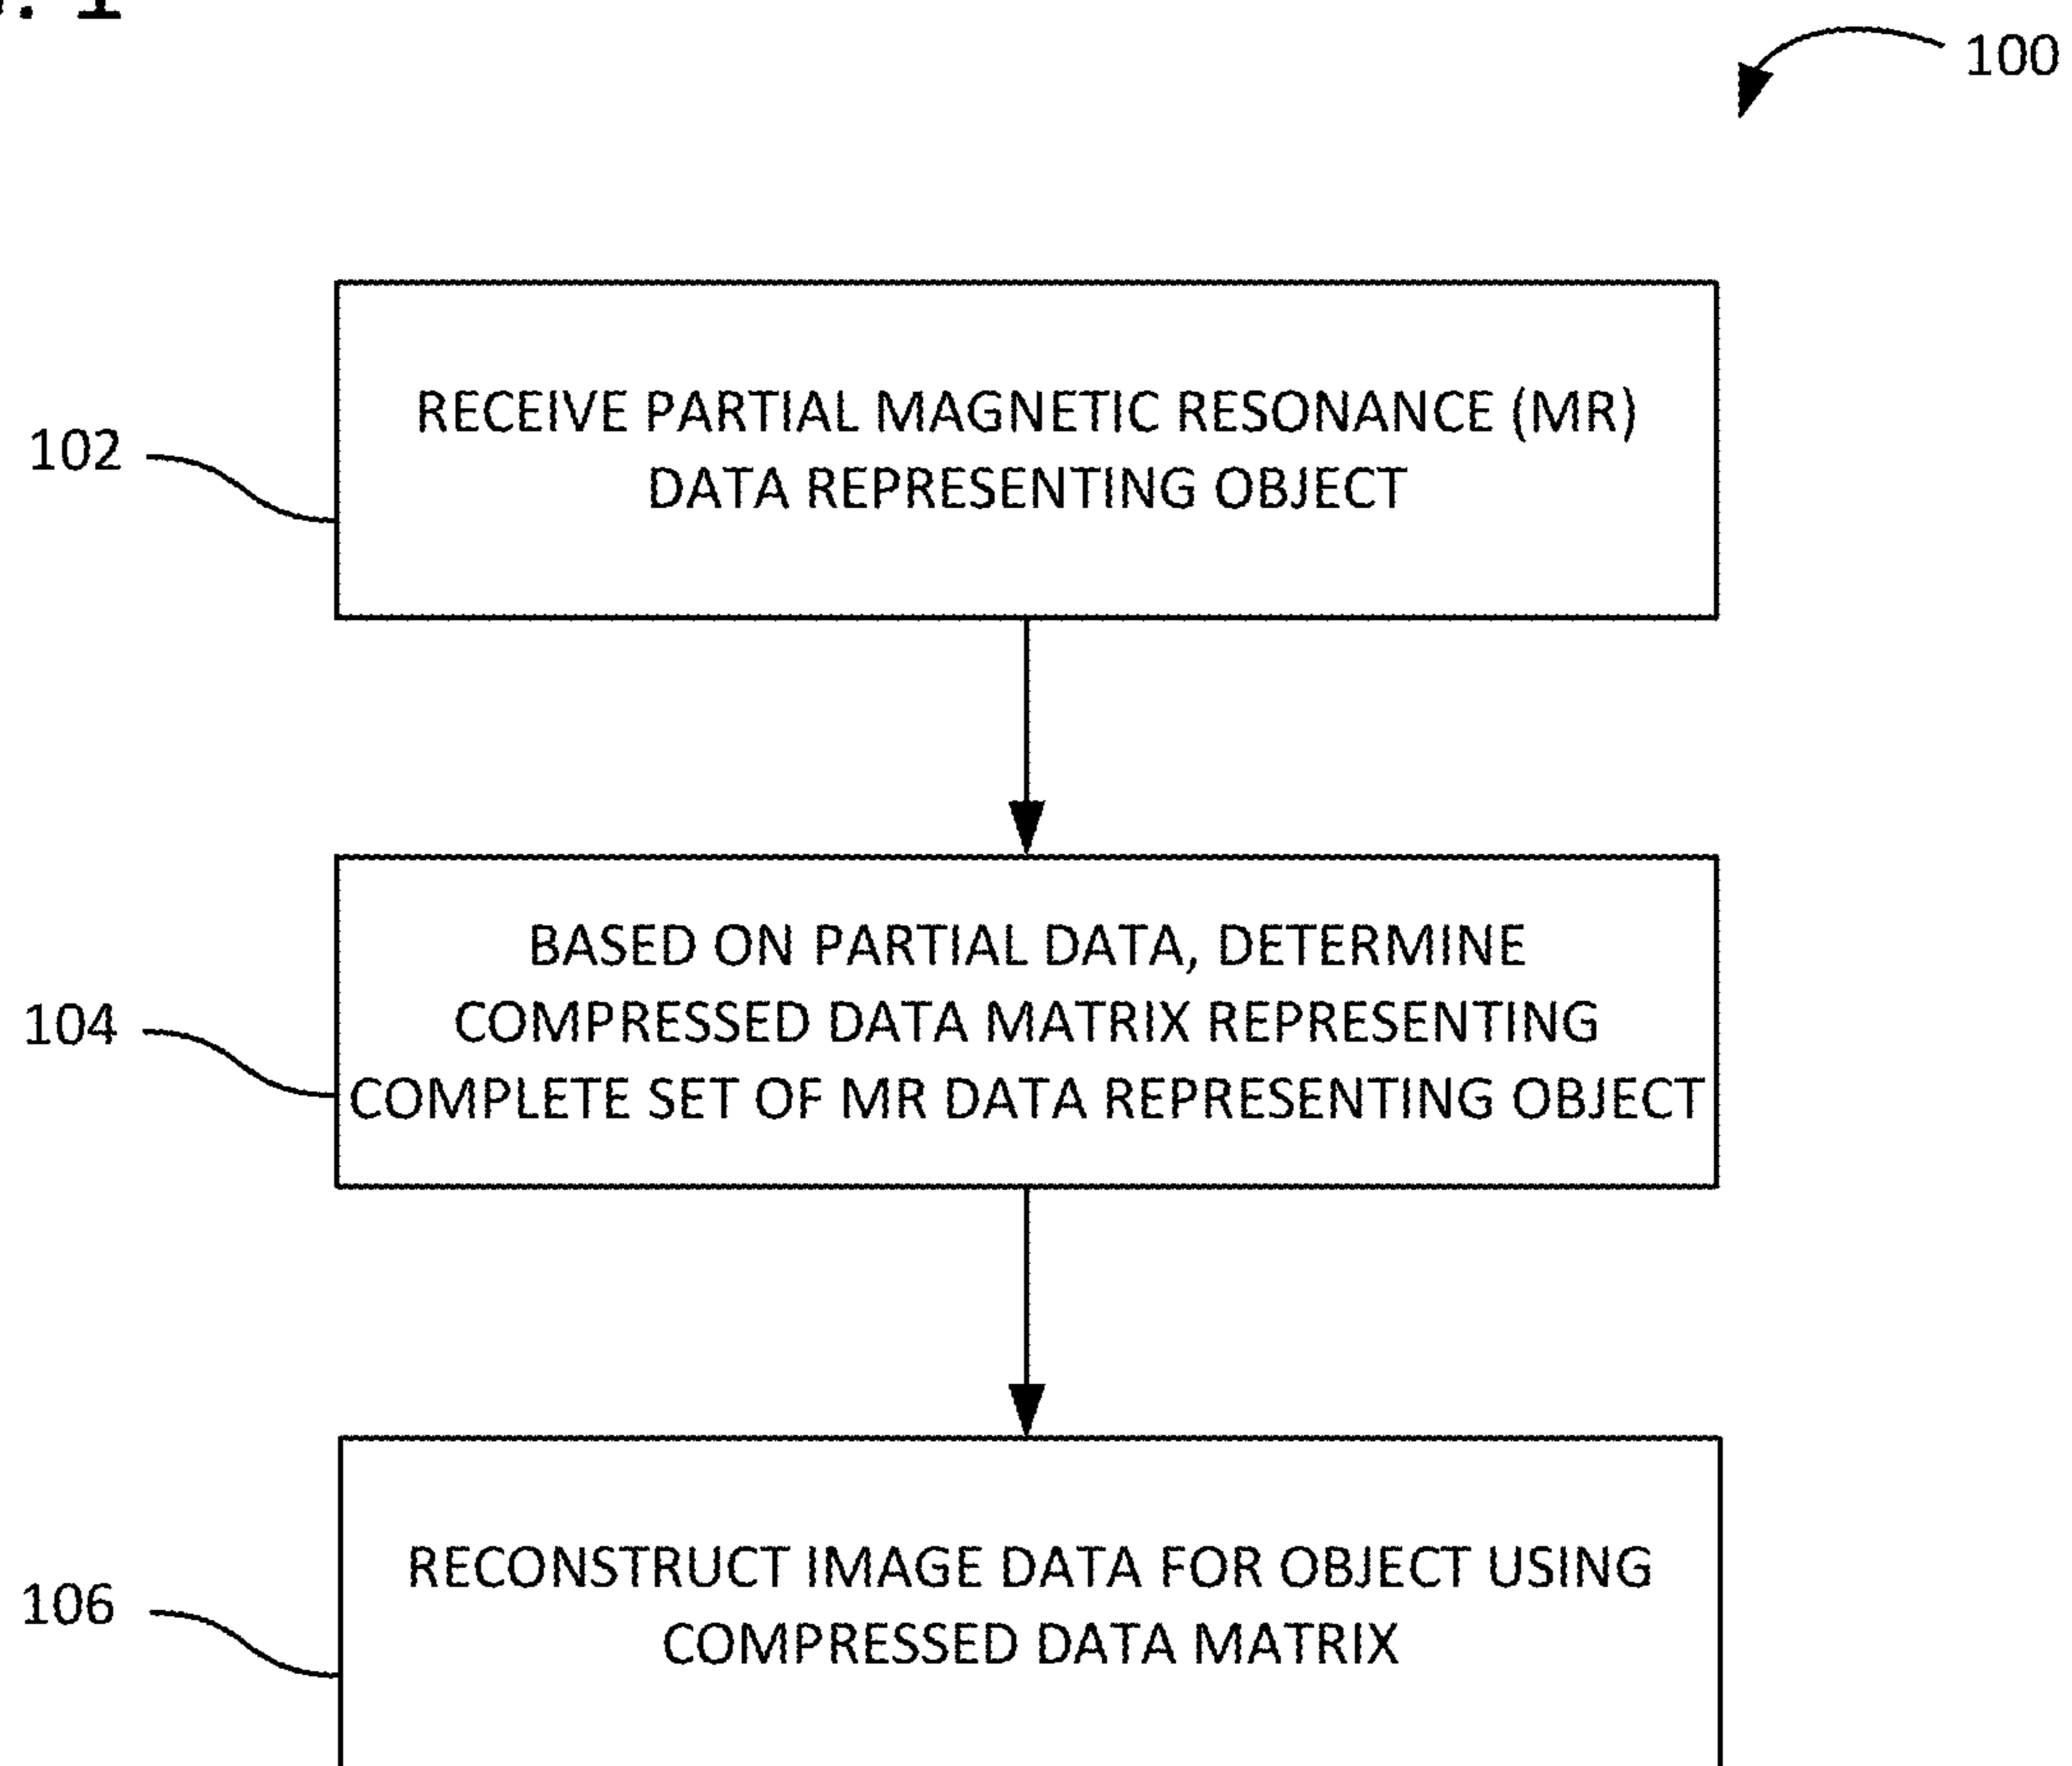 . 1
100
102
RECEIVE PARTIAL MAGNETIC RESONANCE (MR)
DATA REPRESENTING OBJECT
104
BASED ON PARTIAL DATA, DETERMINE
COMPRESSED DATA MATRIX REPRESENTING
COMPLETE SET OF MR DATA REPRESENTING OBJECT
106
RECONSTRUCT IMAGE DATA FOR OBJECT USING
COMPRESSED DATA MATRIX